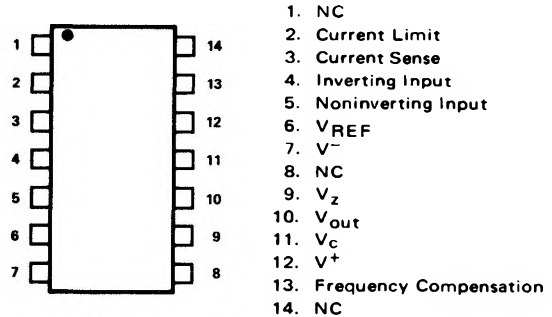 1
2
3
4
5
6
7
14
13
12
11
10
9
8
1. NC
2. Current Limit
3. Current Sense
4. Inverting Input
5. Noninverting Input
6. VREF
7. V−
8. NC
9. Vz
10. Vout
11. Vc
12. V+
13. Frequency Compensation
14. NC